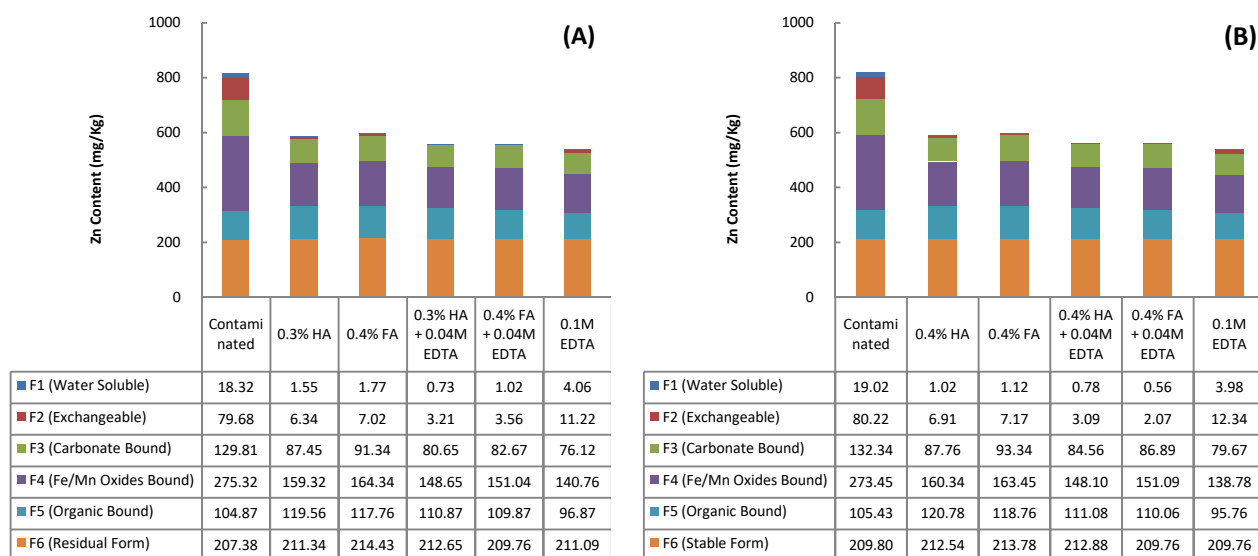 (A)
Zn Content (mg/Kg)
1000
800
600
400
200
0
Contami
nated
0.3% HA
0.4% FA
0.3% HA
+ 0.04M
EDTA
0.4% FA
+ 0.04M
EDTA
0.1M
EDTA
F1 (Water Soluble) 18.32 1.55 1.77 0.73 1.02 4.06
F2 (Exchangeable) 79.68 6.34 7.02 3.21 3.56 11.22
F3 (Carbonate Bound) 129.81 87.45 91.34 80.65 82.67 76.12
F4 (Fe/Mn Oxides Bound) 275.32 159.32 164.34 148.65 151.04 140.76
F5 (Organic Bound) 104.87 119.56 117.76 110.87 109.87 96.87
F6 (Residual Form) 207.38 211.34 214.43 212.65 209.76 211.09
(B)
Zn Content (mg/Kg)
1000
800
600
400
200
0
Contami
nated
0.4% HA
0.4% FA
0.4% HA
+ 0.04M
EDTA
0.4% FA
+ 0.04M
EDTA
0.1M
EDTA
F1 (Water Soluble) 19.02 1.02 1.12 0.78 0.56 3.98
F2 (Exchangeable) 80.22 6.91 7.17 3.09 2.07 12.34
F3 (Carbonate Bound) 132.34 87.76 93.34 84.56 86.89 79.67
F4 (Fe/Mn Oxides Bound) 273.45 160.34 163.45 148.10 151.09 138.78
F5 (Organic Bound) 105.43 120.78 118.76 111.08 110.06 95.76
F6 (Stable Form) 209.80 212.54 213.78 212.88 209.76 209.76